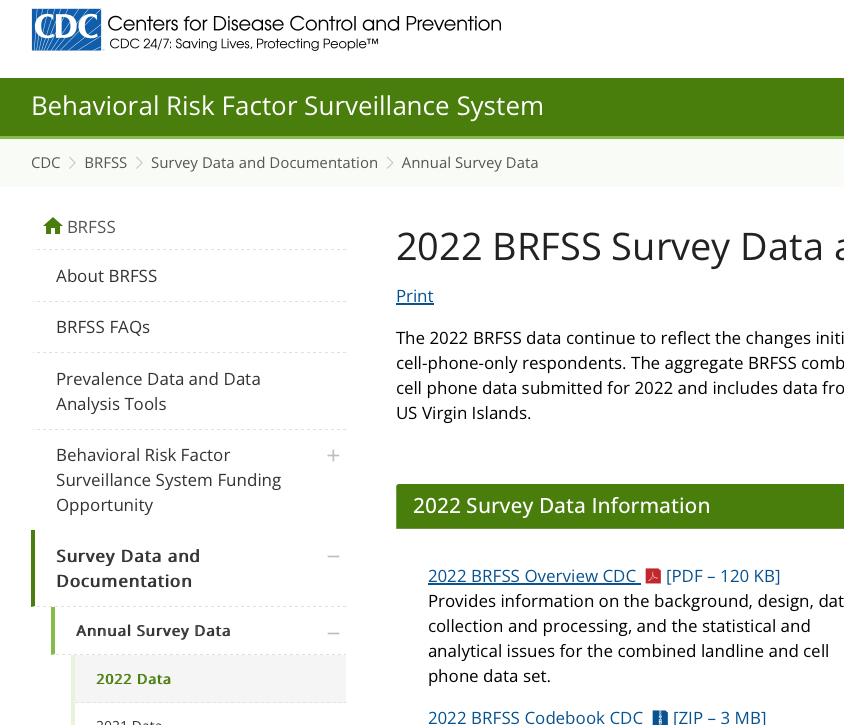 CDC Centers for Disease Control and Prevention
CDC 24/7: Saving Lives, Protecting People™
Behavioral Risk Factor Surveillance System
CDC > BRFSS > Survey Data and Documentation > Annual Survey Data
BRFSS
About BRFSS
BRFSS FAQs
Prevalence Data and Data
Analysis Tools
Behavioral Risk Factor
Surveillance System Funding
Opportunity
Survey Data and
Documentation
Annual Survey Data
2022 Data
2021 Data
2022 BRFSS Survey Data a
Print
The 2022 BRFSS data continue to reflect the changes initi
cell-phone-only respondents. The aggregate BRFSS comb
cell phone data submitted for 2022 and includes data fro
US Virgin Islands.
2022 Survey Data Information
2022 BRFSS Overview CDC [PDF – 120 KB]
Provides information on the background, design, dat
collection and processing, and the statistical and
analytical issues for the combined landline and cell
phone data set.
2022 BRFSS Codebook CDC [ZIP – 3 MB]